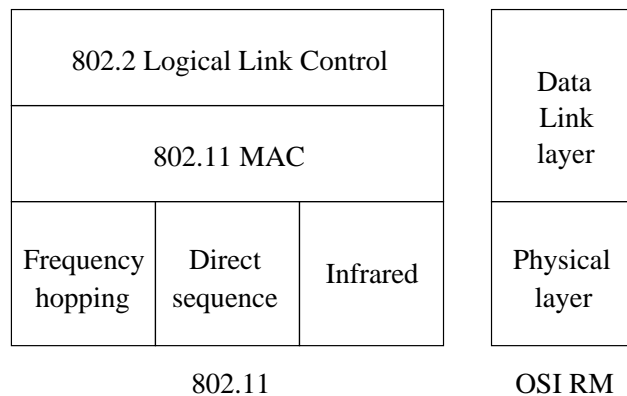 802.2 Logical Link Control
802.11 MAC
Frequency
hopping
Direct
sequence
Infrared
802.11
Data
Link
layer
Physical
layer
OSI RM